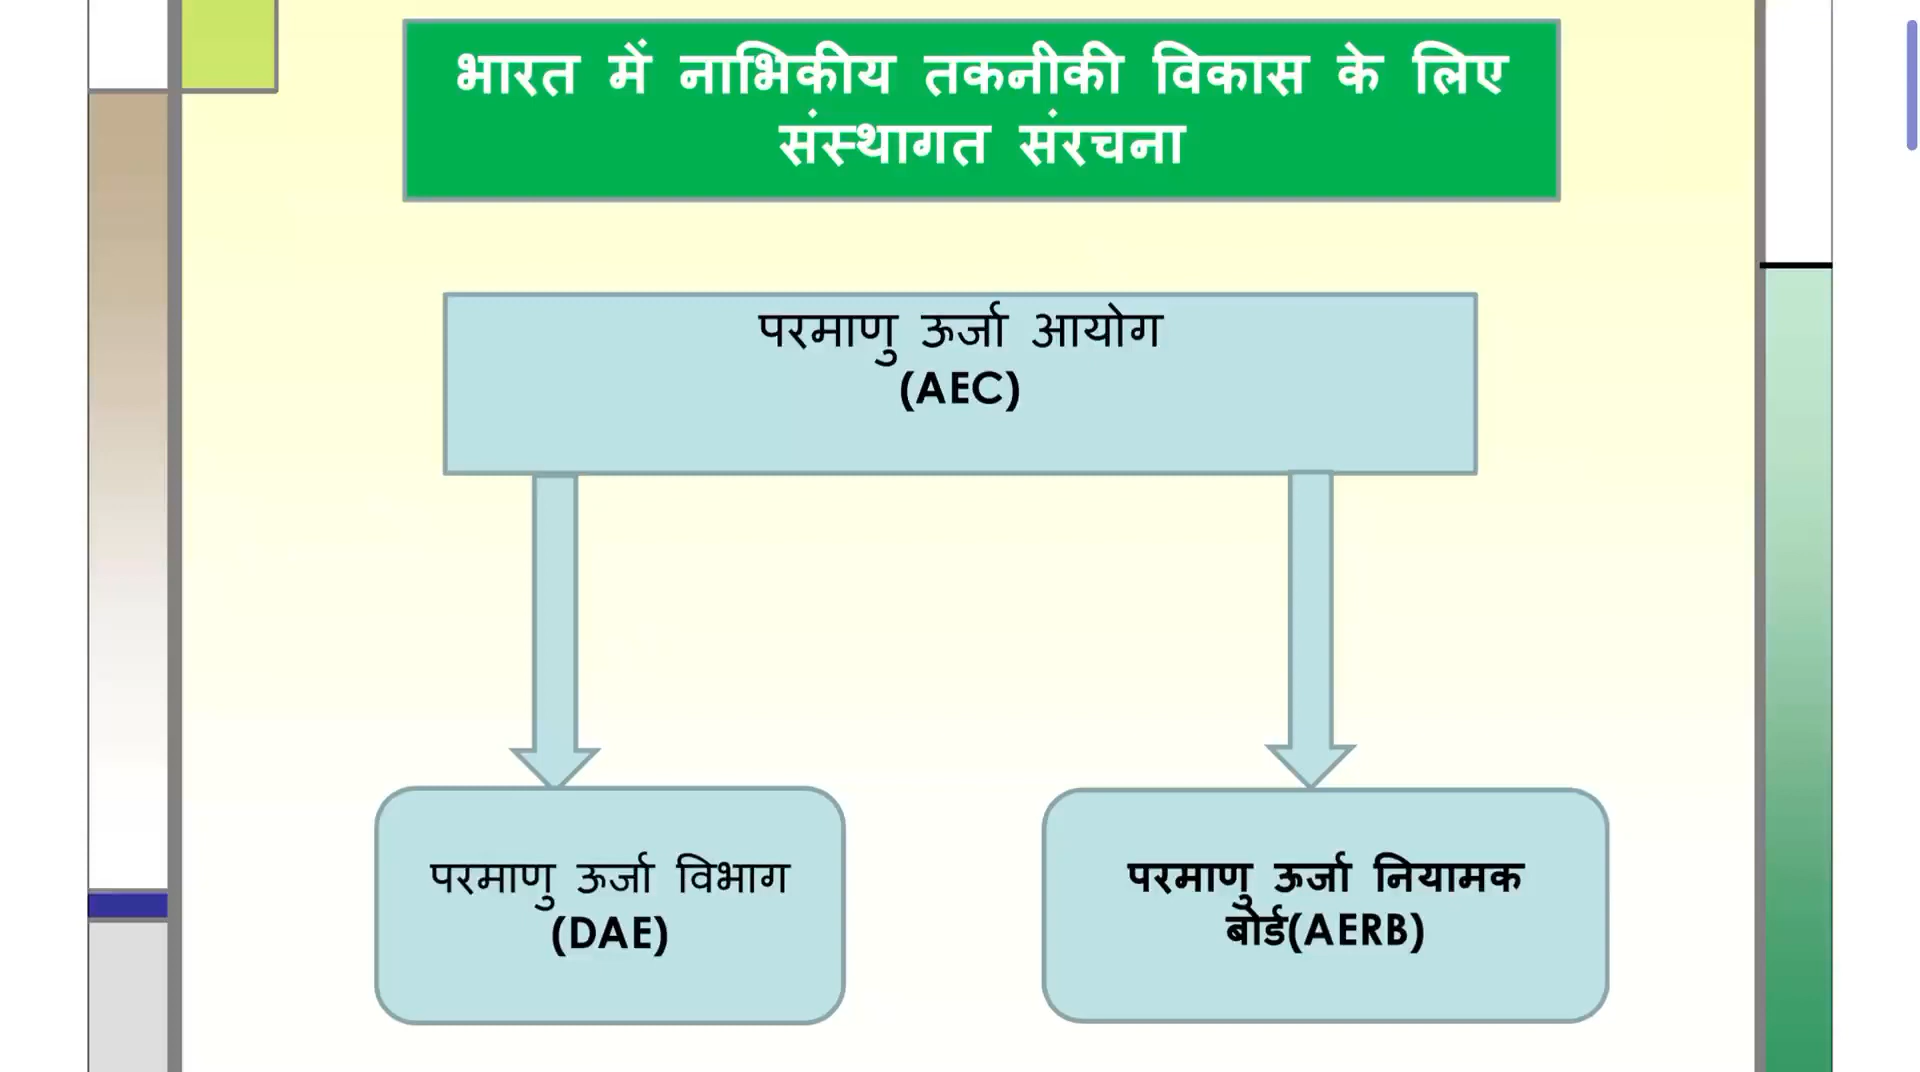 भारत में नाभिकीय तकनीकी विकास के लिए
संस्थागत संरचना
परमाणु ऊर्जा आयोग
(AEC)
परमाणु ऊर्जा विभाग
(DAE)
परमाणु ऊर्जा नियामक
बोर्ड(AERB)